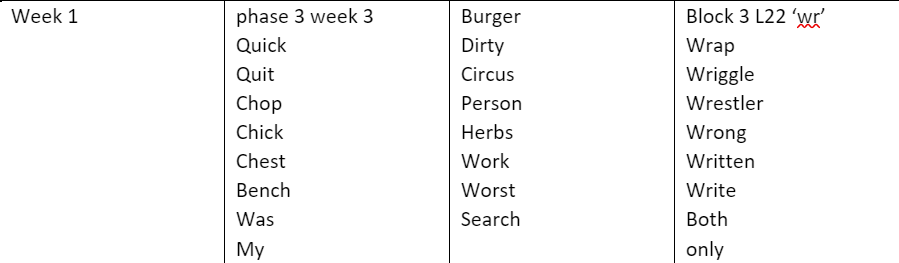 Week 1
phase 3 week 3
Quick
Quit
Chop
Chick
Chest
Bench
Was
My
Burger
Dirty
Circus
Person
Herbs
Work
Worst
Search
Block 3 L22 ‘wr’
Wrap
Wriggle
Wrestler
Wrong
Written
Write
Both
only